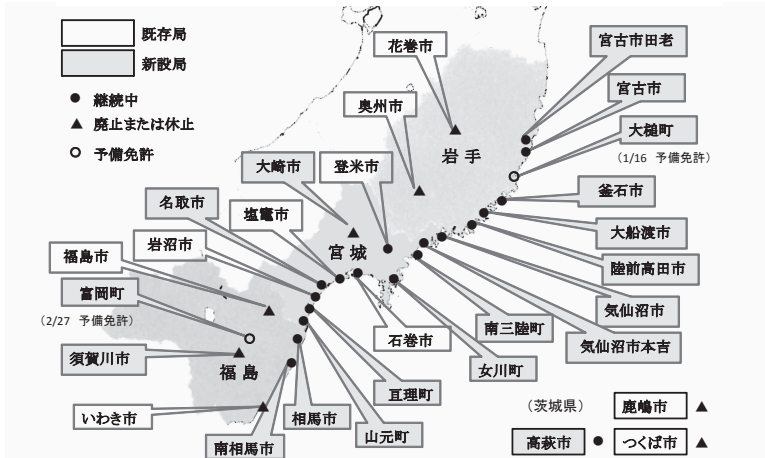 既存局
新設局
継続中
廃止または休止
予備免許
花巻市
宮古市田老
宮古市
奥州市
大槌町
(1/16 予備免許)
岩手
大崎市
登米市
釜石市
名取市
塩竈市
大船渡市
岩沼市
宮城
陸前高田市
福島市
富岡町
(2/27 予備免許)
気仙沼市
石巻市
南三陸町
気仙沼市本吉
須賀川市
福島
女川町
亘理町
いわき市
相馬市
山元町
南相馬市
(茨城県)
鹿嶋市
高萩市
つくば市